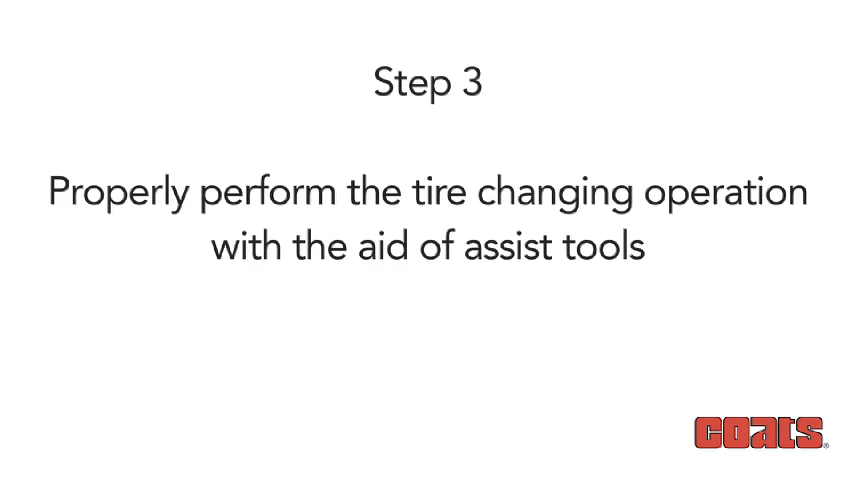 Step 3
Properly perform the tire changing operation
with the aid of assist tools
coats®